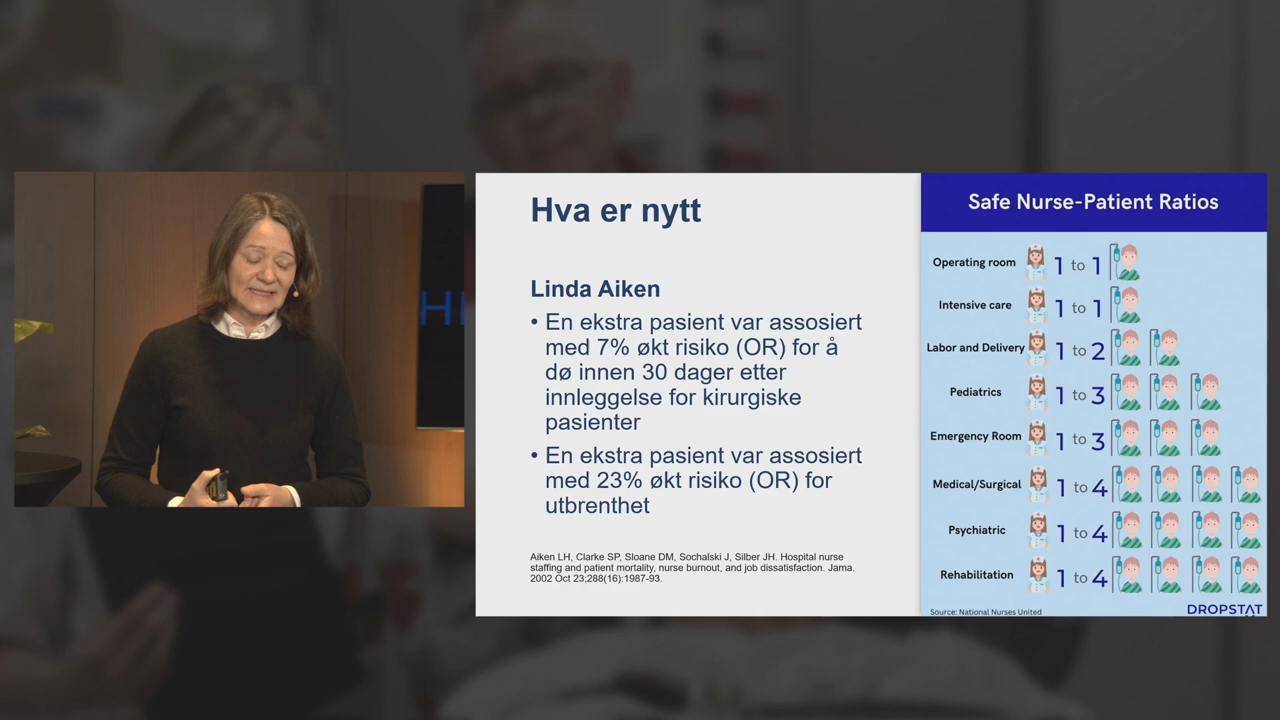 Hva er nytt
Linda Aiken
• En ekstra pasient var assosiert
med 7% økt risiko (OR) for å
dø innen 30 dager etter
innleggelse for kirurgiske
pasienter
• En ekstra pasient var assosiert
med 23% økt risiko (OR) for
utbrenthet
Aiken LH, Clarke SP, Sloane DM, Sochalski J, Silber JH. Hospital nurse
staffing and patient mortality, nurse burnout, and job dissatisfaction. Jama.
2002 Oct 23;288(16):1987-93.
Safe Nurse-Patient Ratios
Operating room 1 to 1
Intensive care 1 to 1
Labor and Delivery 1 to 2
Pediatrics 1 to 3
Emergency Room 1 to 3
Medical/Surgical 1 to 4
Psychiatric 1 to 4
Rehabilitation 1 to 4
Source: National Nurses United
DROPSTAT